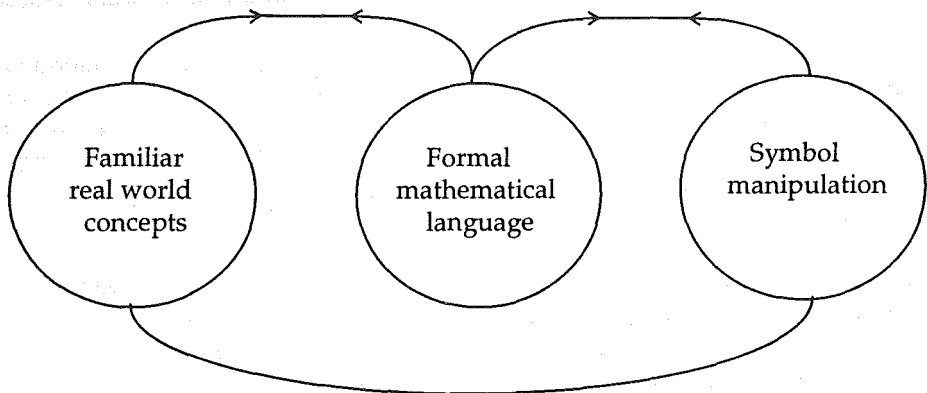 Familiar
real world
concepts
Formal
mathematical
language
Symbol
manipulation